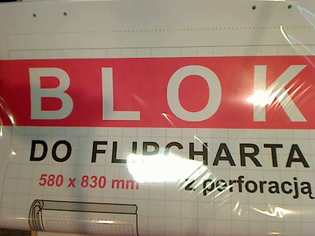 BLOK
DO FLIPCHARTA
580 x 830 mm z perforacją